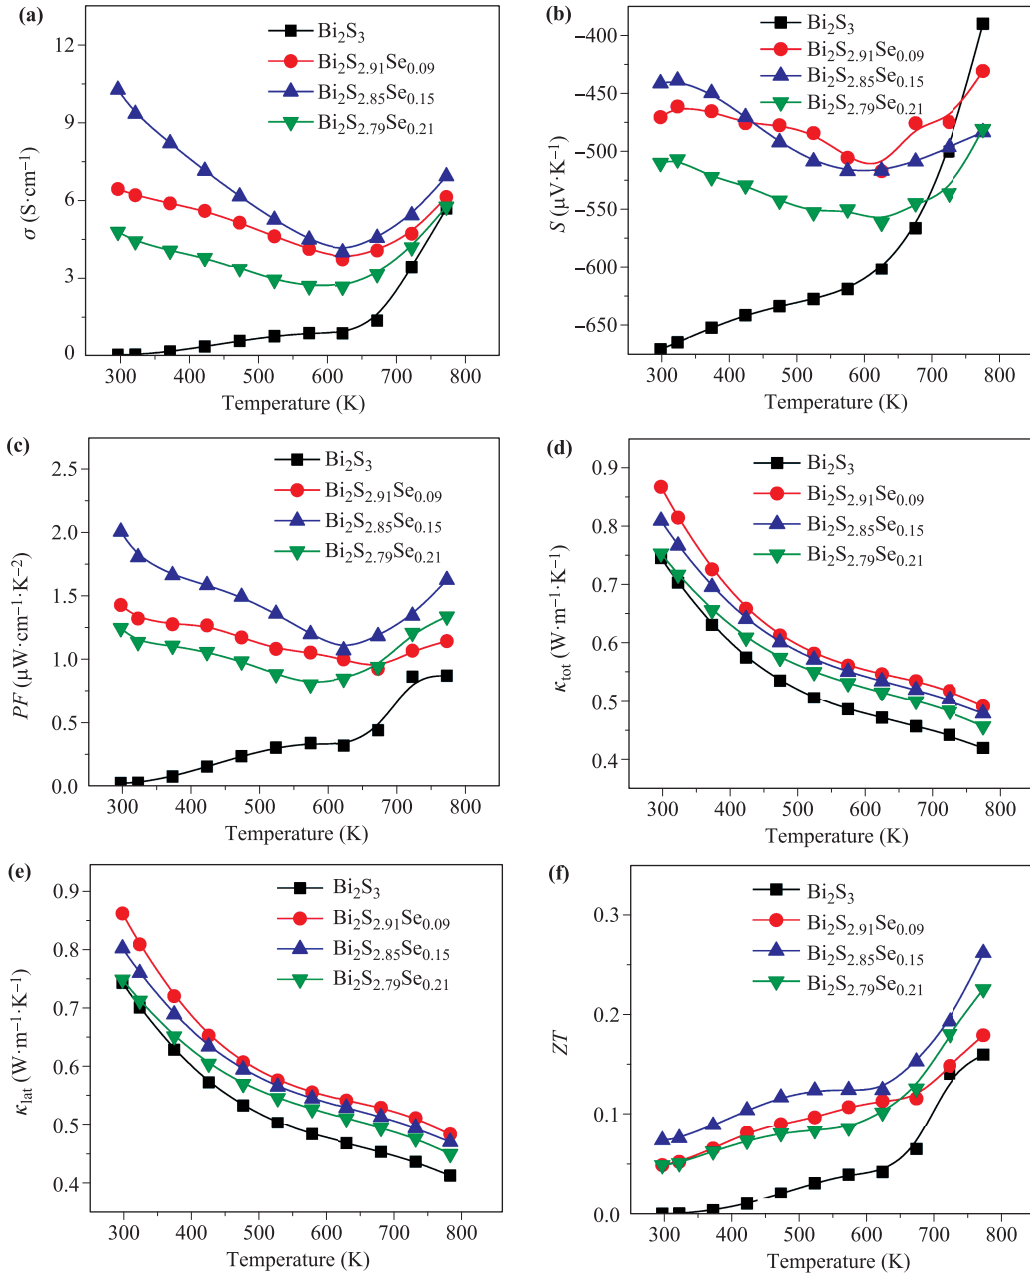 (a)
Bi₂S₃
Bi₂S₂.₉₁Se₀.₀₉
Bi₂S₂.₈₅Se₀.₁₅
Bi₂S₂.₇₉Se₀.₂₁
12
9
6
3
0
σ (S·cm⁻¹)
300 400 500 600 700 800
Temperature (K)
(b)
Bi₂S₃
Bi₂S₂.₉₁Se₀.₀₉
Bi₂S₂.₈₅Se₀.₁₅
Bi₂S₂.₇₉Se₀.₂₁
−400
−450
−500
−550
−600
−650
S (μV·K⁻¹)
300 400 500 600 700 800
Temperature (K)
(c)
Bi₂S₃
Bi₂S₂.₉₁Se₀.₀₉
Bi₂S₂.₈₅Se₀.₁₅
Bi₂S₂.₇₉Se₀.₂₁
2.5
2.0
1.5
1.0
0.5
0.0
PF (μW·cm⁻¹·K⁻²)
300 400 500 600 700 800
Temperature (K)
(d)
Bi₂S₃
Bi₂S₂.₉₁Se₀.₀₉
Bi₂S₂.₈₅Se₀.₁₅
Bi₂S₂.₇₉Se₀.₂₁
0.9
0.8
0.7
0.6
0.5
0.4
κtot (W·m⁻¹·K⁻¹)
300 400 500 600 700 800
Temperature (K)
(e)
Bi₂S₃
Bi₂S₂.₉₁Se₀.₀₉
Bi₂S₂.₈₅Se₀.₁₅
Bi₂S₂.₇₉Se₀.₂₁
0.9
0.8
0.7
0.6
0.5
0.4
κlat (W·m⁻¹·K⁻¹)
300 400 500 600 700 800
Temperature (K)
(f)
Bi₂S₃
Bi₂S₂.₉₁Se₀.₀₉
Bi₂S₂.₈₅Se₀.₁₅
Bi₂S₂.₇₉Se₀.₂₁
0.3
0.2
0.1
0.0
ZT
300 400 500 600 700 800
Temperature (K)